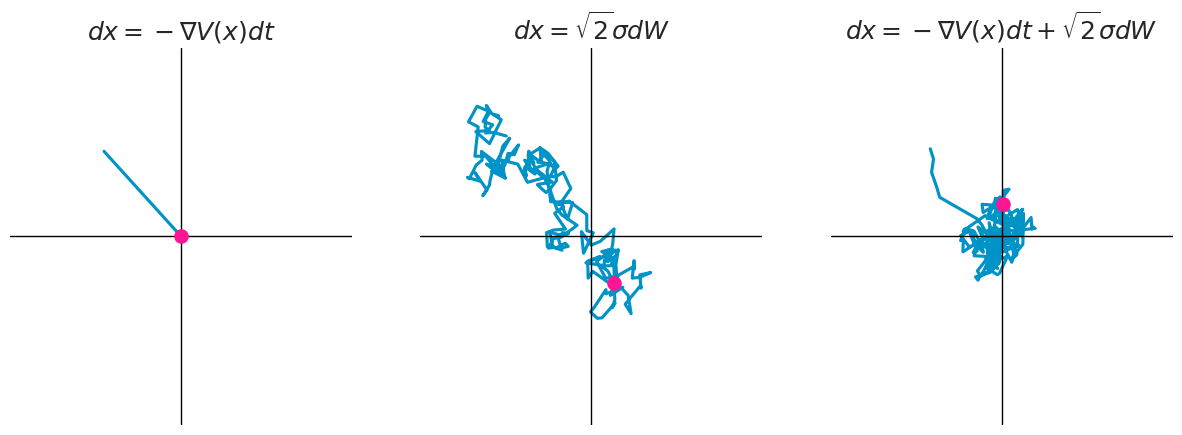 dx = −∇V(x)dt
dx = √2σdW
dx = −∇V(x)dt + √2σdW